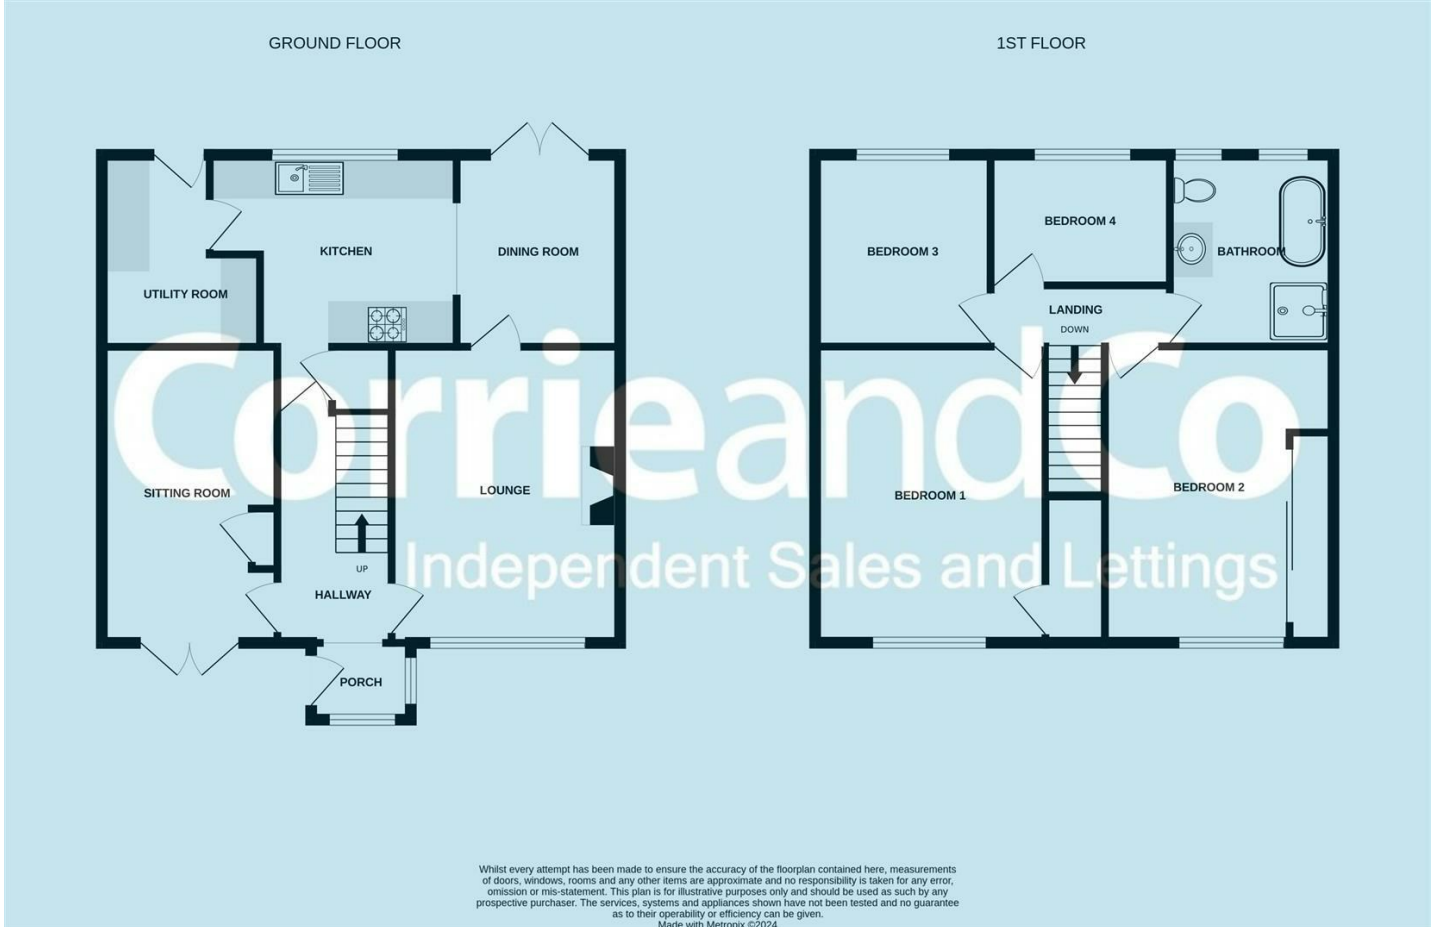 GROUND FLOOR
1ST FLOOR
KITCHEN
DINING ROOM
UTILITY ROOM
SITTING ROOM
LOUNGE
UP
HALLWAY
PORCH
BEDROOM 3
BEDROOM 4
BATHROOM
LANDING
DOWN
BEDROOM 1
BEDROOM 2
CorrieandCo
Independent Sales and Lettings
Whilst every attempt has been made to ensure the accuracy of the floorplan contained here, measurements
of doors, windows, rooms and any other items are approximate and no responsibility is taken for any error,
omission or mis-statement. This plan is for illustrative purposes only and should be used as such by any
prospective purchaser. The services, systems and appliances shown have not been tested and no guarantee
as to their operability or efficiency can be given.
Made with Metropix ©2024